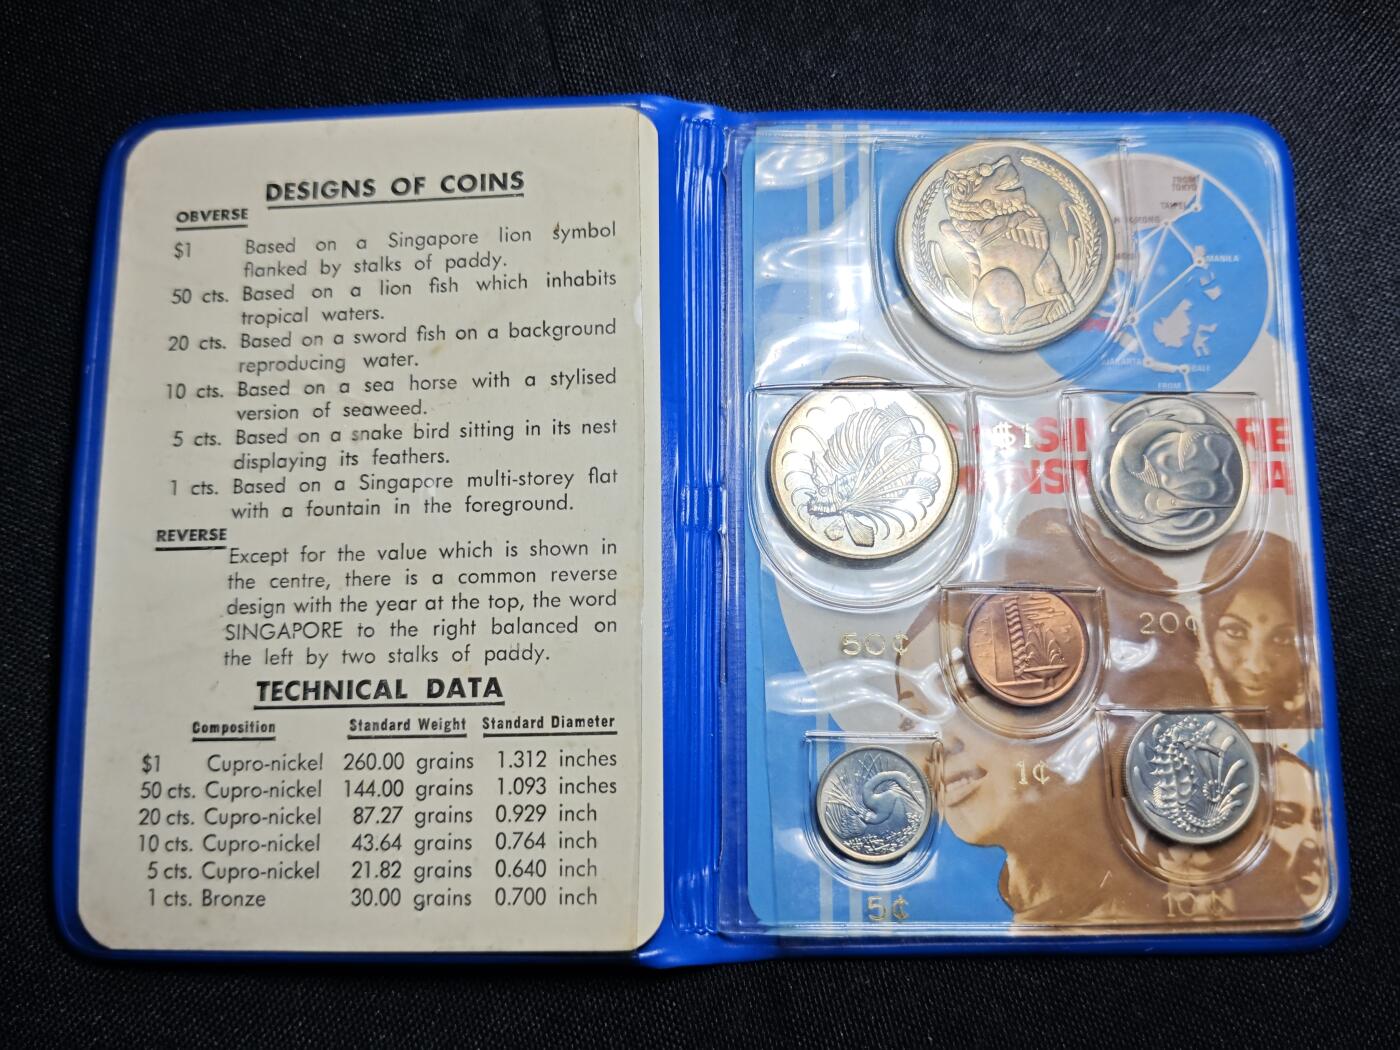 DESIGNS OF COINS
OBVERSE
$1 Based on a Singapore lion symbol
flanked by stalks of paddy.
50 cts. Based on a lion fish which inhabits
tropical waters.
20 cts. Based on a sword fish on a background
reproducing water.
10 cts. Based on a sea horse with a stylised
version of seaweed.
5 cts. Based on a snake bird sitting in its nest
displaying its feathers.
1 cts. Based on a Singapore multi-storey flat
with a fountain in the foreground.
REVERSE
Except for the value which is shown in
the centre, there is a common reverse
design with the year at the top, the word
SINGAPORE to the right balanced on
the left by two stalks of paddy.
TECHNICAL DATA
Composition Standard Weight Standard Diameter
$1 Cupro-nickel 260.00 grains 1.312 inches
50 cts. Cupro-nickel 144.00 grains 1.093 inches
20 cts. Cupro-nickel 87.27 grains 0.929 inch
10 cts. Cupro-nickel 43.64 grains 0.764 inch
5 cts. Cupro-nickel 21.82 grains 0.640 inch
1 cts. Bronze 30.00 grains 0.700 inch
FROM
TOKYO
TAIPEI
MANILA
JAKARTA
BALI
FROM
$1
50¢
20¢
1¢
5¢
10¢